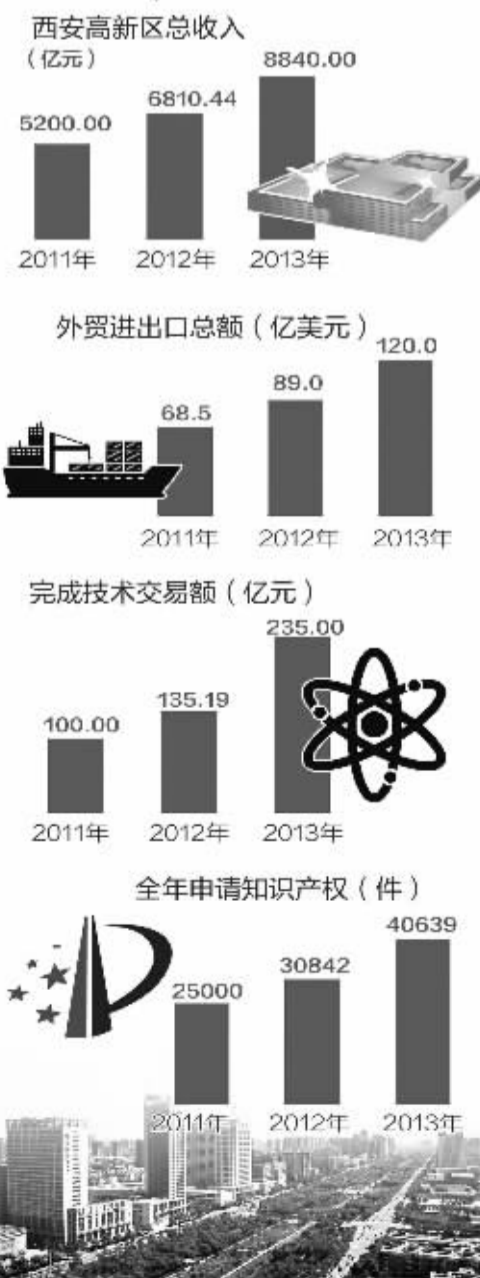 西安高新区总收入
(亿元)
8840.00
6810.44
5200.00
2011年 2012年 2013年
外贸进出口总额(亿美元)
120.0
89.0
68.5
2011年 2012年 2013年
完成技术交易额(亿元)
235.00
135.19
100.00
2011年 2012年 2013年
全年申请知识产权(件)
40639
30842
25000
2011年 2012年 2013年